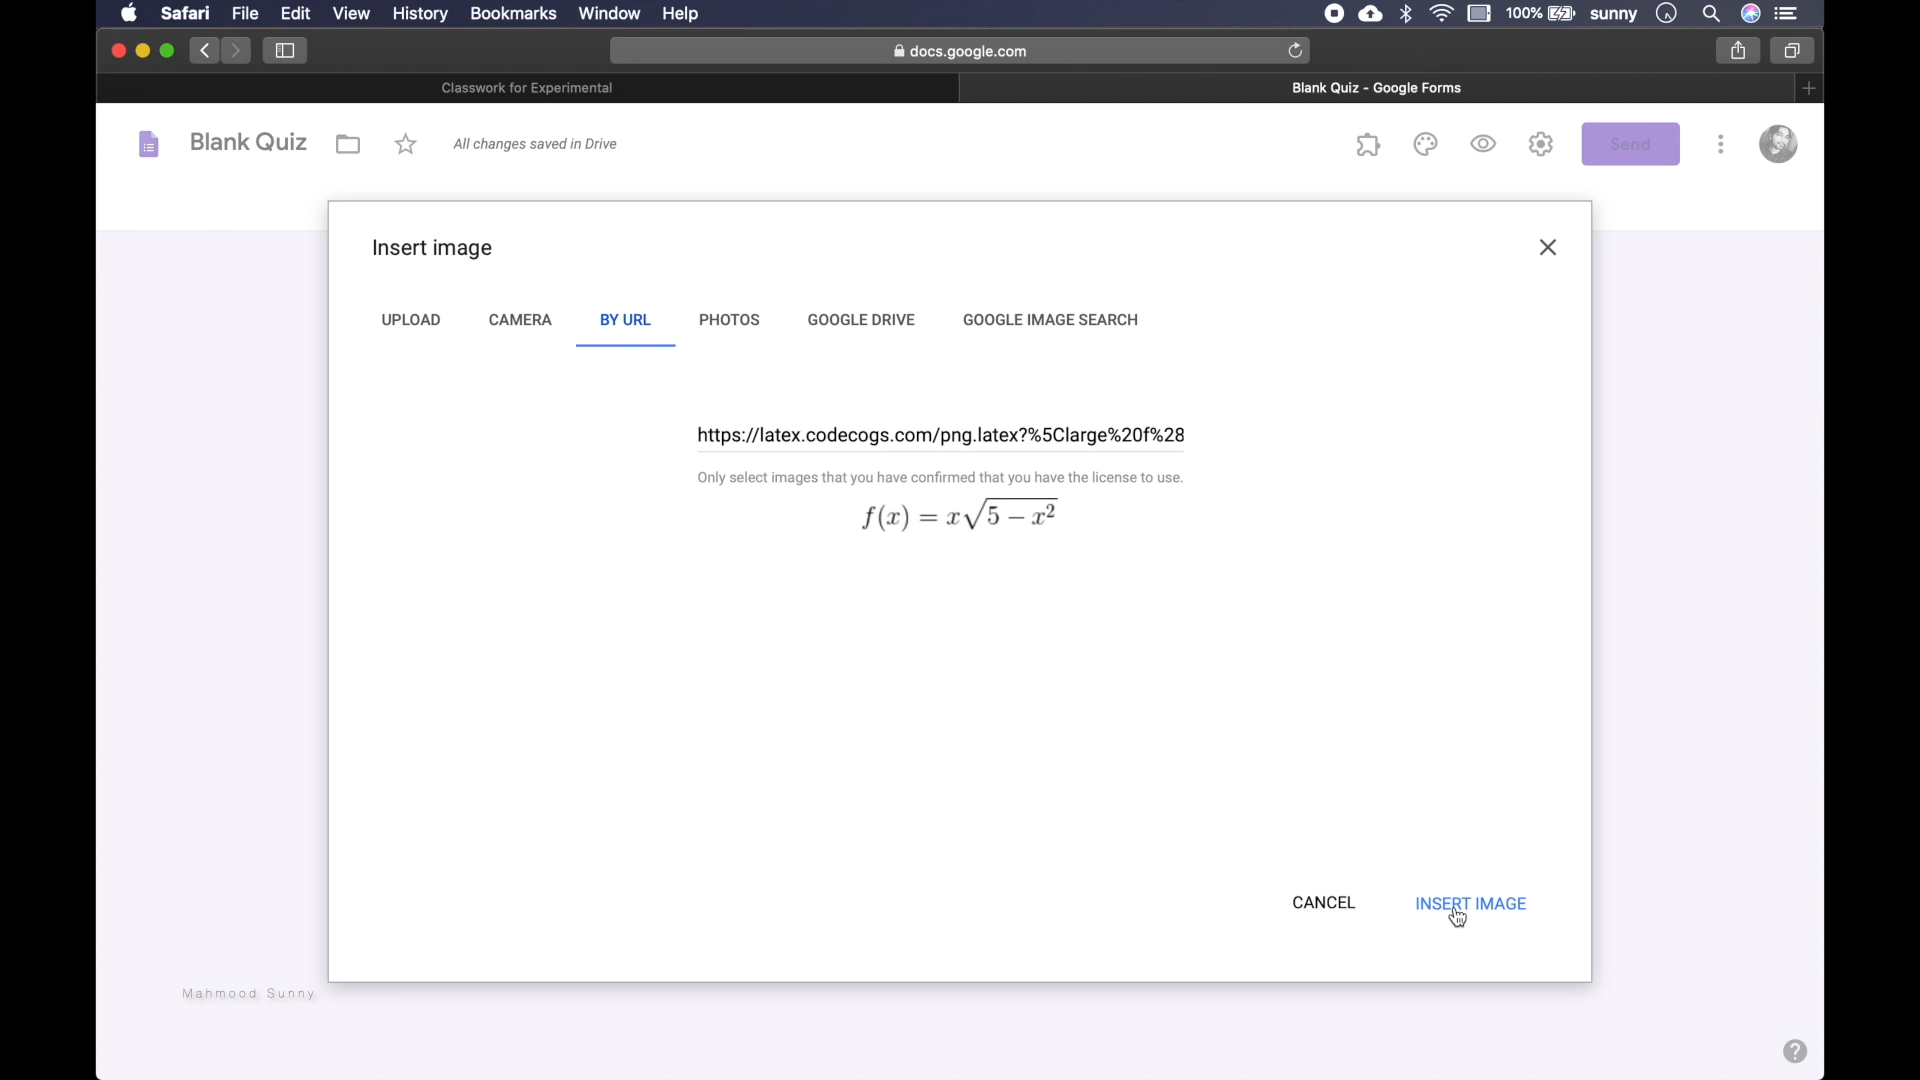 Safari File Edit View History Bookmarks Window Help 100% sunny
docs.google.com
Classwork for Experimental Blank Quiz - Google Forms
Blank Quiz All changes saved in Drive Send
Insert image
UPLOAD CAMERA BY URL PHOTOS GOOGLE DRIVE GOOGLE IMAGE SEARCH
https://latex.codecogs.com/png.latex?%5Clarge%20f%28
Only select images that you have confirmed that you have the license to use.
f(x) = x√5 − x²
CANCEL INSERT IMAGE
Mahmood Sunny